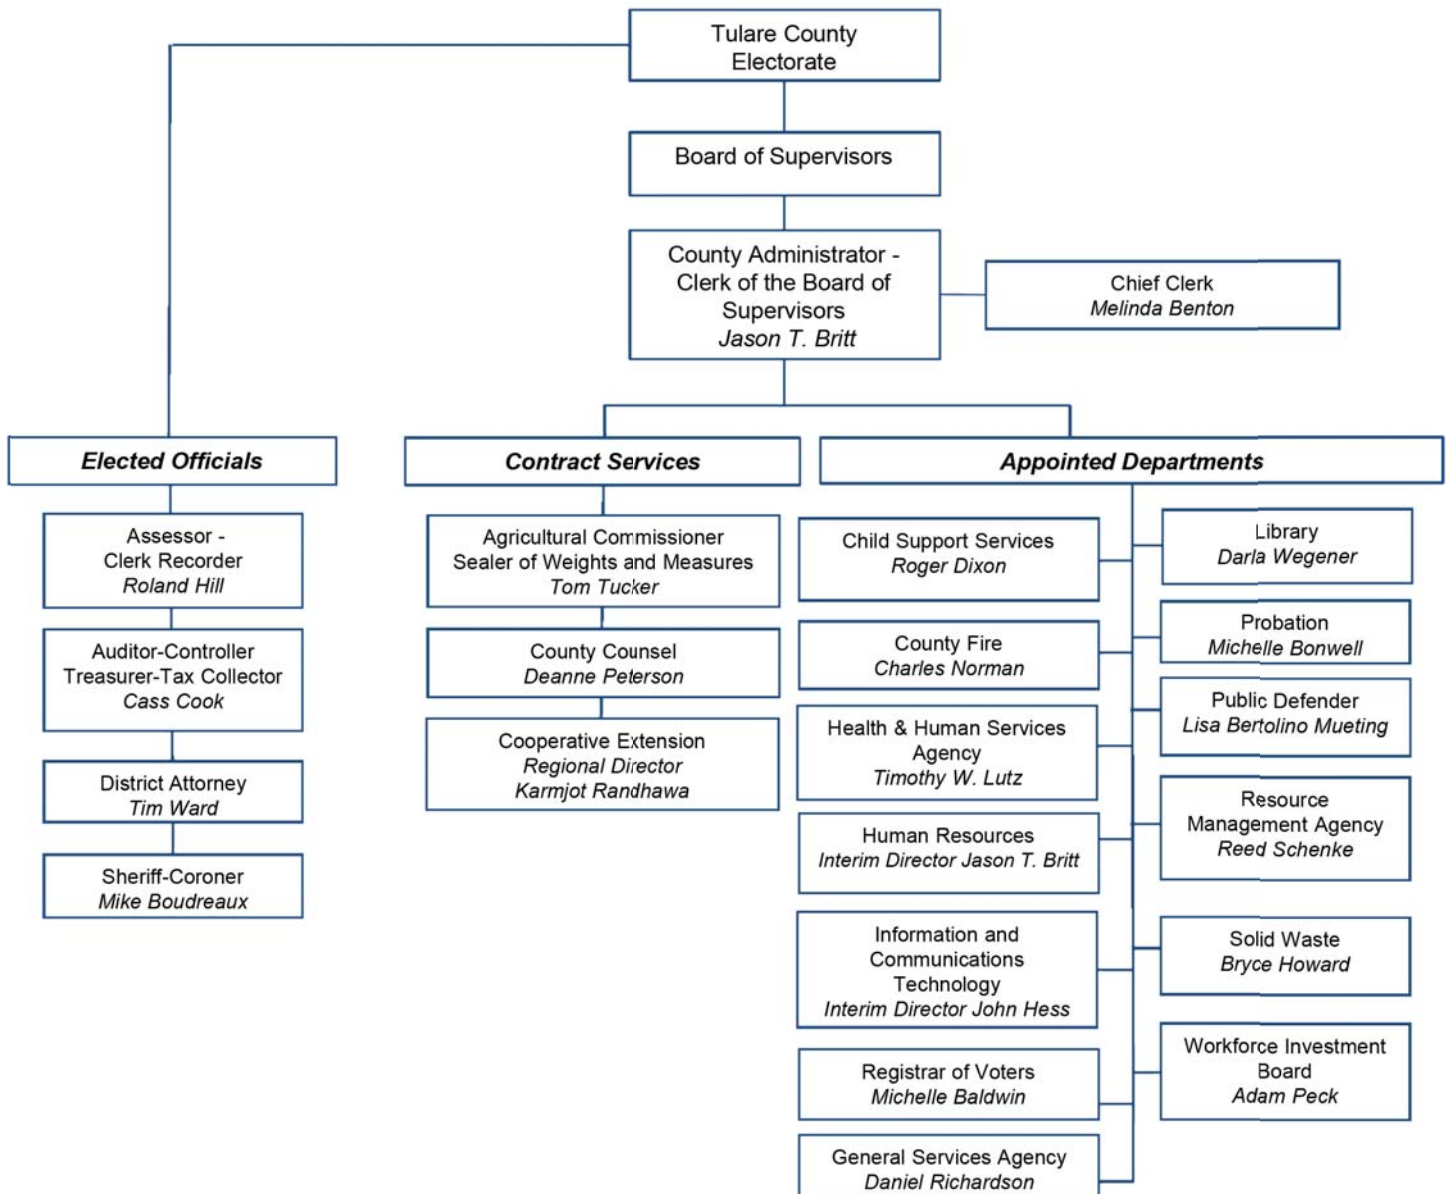 Tulare County
Electorate
Board of Supervisors
County Administrator -
Clerk of the Board of
Supervisors
Jason T. Britt
Chief Clerk
Melinda Benton
Elected Officials
Assessor -
Clerk Recorder
Roland Hill
Auditor-Controller
Treasurer-Tax Collector
Cass Cook
District Attorney
Tim Ward
Sheriff-Coroner
Mike Boudreaux
Contract Services
Agricultural Commissioner
Sealer of Weights and Measures
Tom Tucker
County Counsel
Deanne Peterson
Cooperative Extension
Regional Director
Karmjot Randhawa
Appointed Departments
Child Support Services
Roger Dixon
County Fire
Charles Norman
Health & Human Services
Agency
Timothy W. Lutz
Human Resources
Interim Director Jason T. Britt
Information and
Communications
Technology
Interim Director John Hess
Registrar of Voters
Michelle Baldwin
General Services Agency
Daniel Richardson
Library
Darla Wegener
Probation
Michelle Bonwell
Public Defender
Lisa Bertolino Mueting
Resource
Management Agency
Reed Schenke
Solid Waste
Bryce Howard
Workforce Investment
Board
Adam Peck